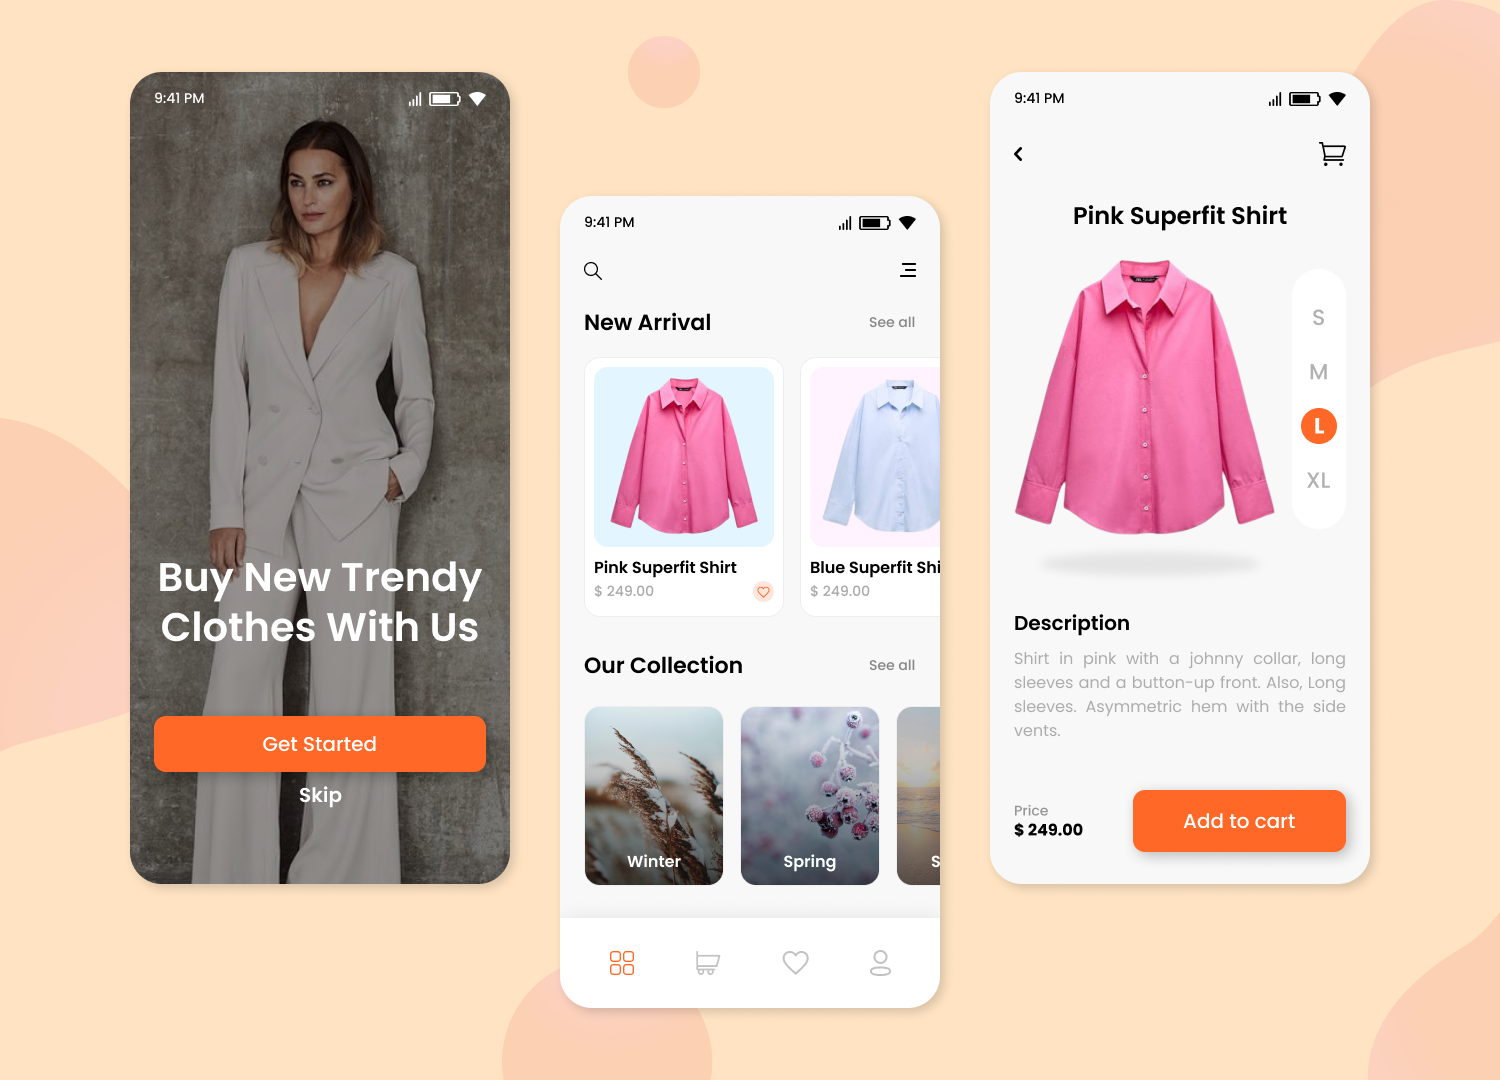 9:41 PM
Buy New Trendy
Clothes With Us
Get Started
Skip
9:41 PM
New Arrival
See all
Pink Superfit Shirt
$ 249.00
Blue Superfit Shi
$ 249.00
Our Collection
See all
Winter
Spring
S
9:41 PM
Pink Superfit Shirt
S
M
L
XL
Description
Shirt in pink with a johnny collar, long
sleeves and a button-up front. Also, Long
sleeves. Asymmetric hem with the side
vents.
Price
$ 249.00
Add to cart